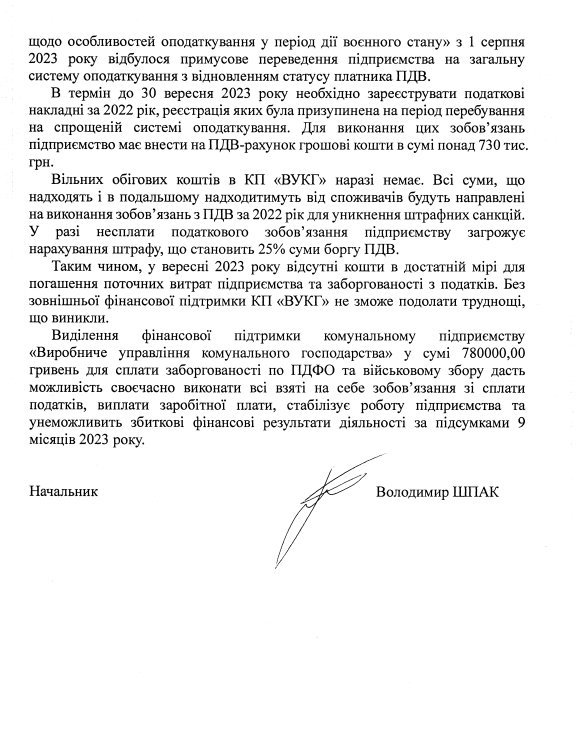 щодо особливостей оподаткування у період дії воєнного стану» з 1 серпня
2023 року відбулося примусове переведення підприємства на загальну
систему оподаткування з відновленням статусу платника ПДВ.
В термін до 30 вересня 2023 року необхідно зареєструвати податкові
накладні за 2022 рік, реєстрація яких була призупинена на період перебування
на спрощеній системі оподаткування. Для виконання цих зобов’язань
підприємство має внести на ПДВ-рахунок грошові кошти в сумі понад 730 тис.
грн.
Вільних обігових коштів в КП «ВУКГ» наразі немає. Всі суми, що
надходять і в подальшому надходитимуть від споживачів будуть направлені
на виконання зобов’язань з ПДВ за 2022 рік для уникнення штрафних санкцій.
У разі несплати податкового зобов’язання підприємству загрожує
нарахування штрафу, що становить 25% суми боргу ПДВ.
Таким чином, у вересні 2023 року відсутні кошти в достатній мірі для
погашення поточних витрат підприємства та заборгованості з податків. Без
зовнішньої фінансової підтримки КП «ВУКГ» не зможе подолати труднощі,
що виникли.
Виділення фінансової підтримки комунальному підприємству
«Виробниче управління комунального господарства» у сумі 780000,00
гривень для сплати заборгованості по ПДФО та військовому збору дасть
можливість своєчасно виконати всі взяті на себе зобов’язання зі сплати
податків, виплати заробітної плати, стабілізує роботу підприємства та
унеможливить збиткові фінансові результати діяльності за підсумками 9
місяців 2023 року.
Начальник Володимир ШПАК